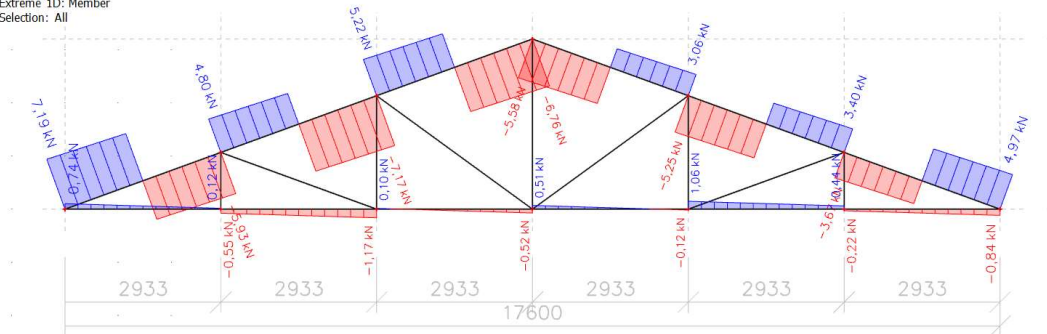 Extreme 1D: Member
Selection: All
5,22 kN
3,06 kN
4,80 kN
7,19 kN
3,40 kN
4,97 kN
-5,58 kN
-6,76 kN
0,74 kN
0,12 kN
-7,17 kN
0,10 kN
0,51 kN
-5,25 kN
1,06 kN
0,44 kN
-5,93 kN
-0,55 kN
-1,17 kN
-0,52 kN
-0,12 kN
-0,22 kN
-0,84 kN
2933
2933
2933
2933
2933
2933
17600